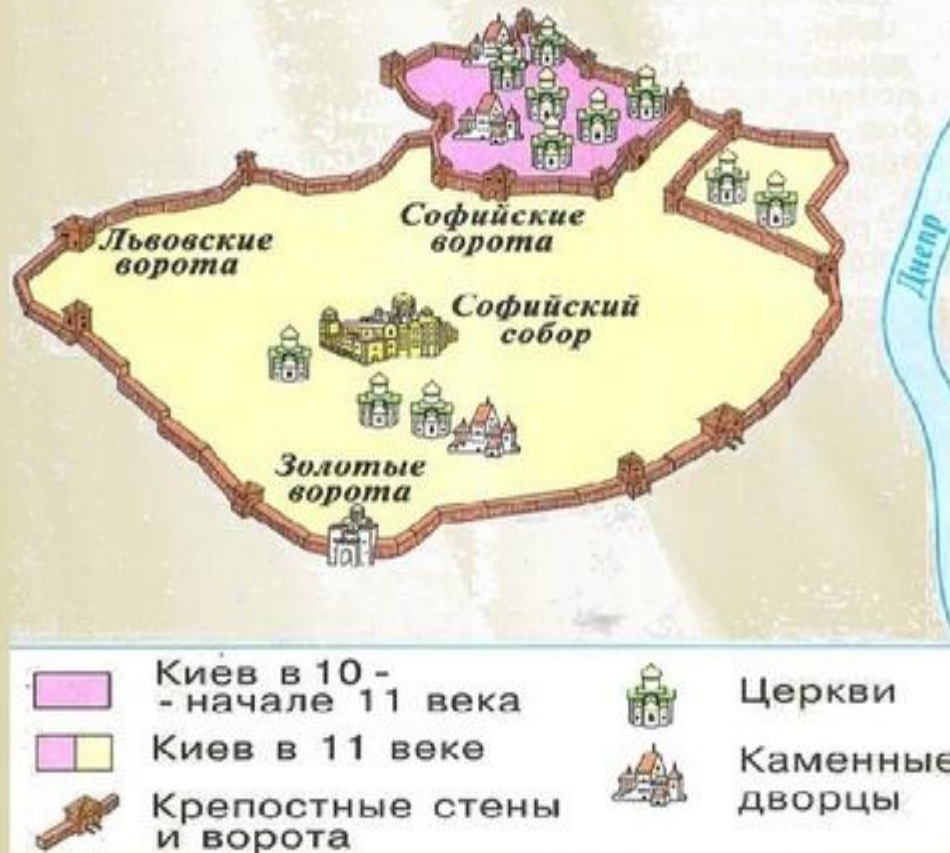 Софийские
ворота
Львовские
ворота
Днепр
Софийский
собор
Золотые
ворота
Киев в 10 -
- начале 11 века
Киев в 11 веке
Крепостные стены
и ворота
Церкви
Каменные
дворцы